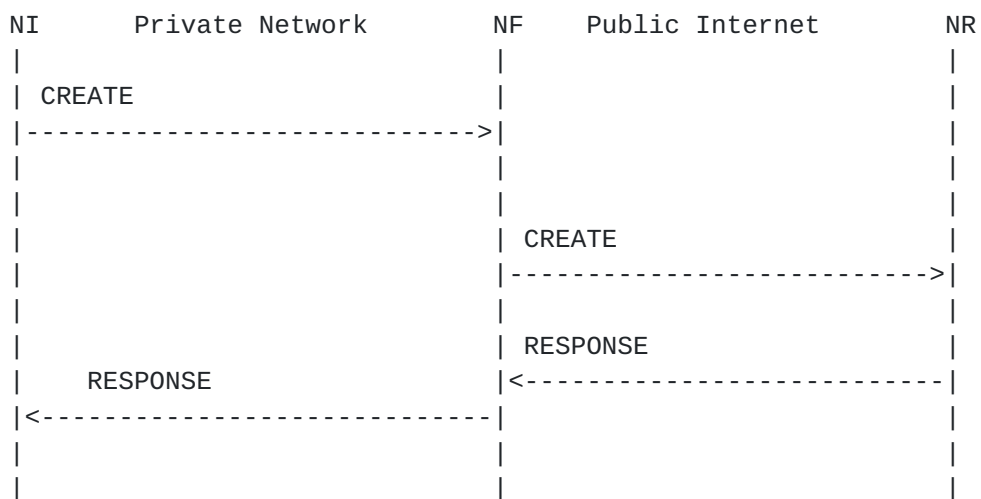 NI Private Network NF Public Internet NR
CREATE
CREATE
RESPONSE
RESPONSE